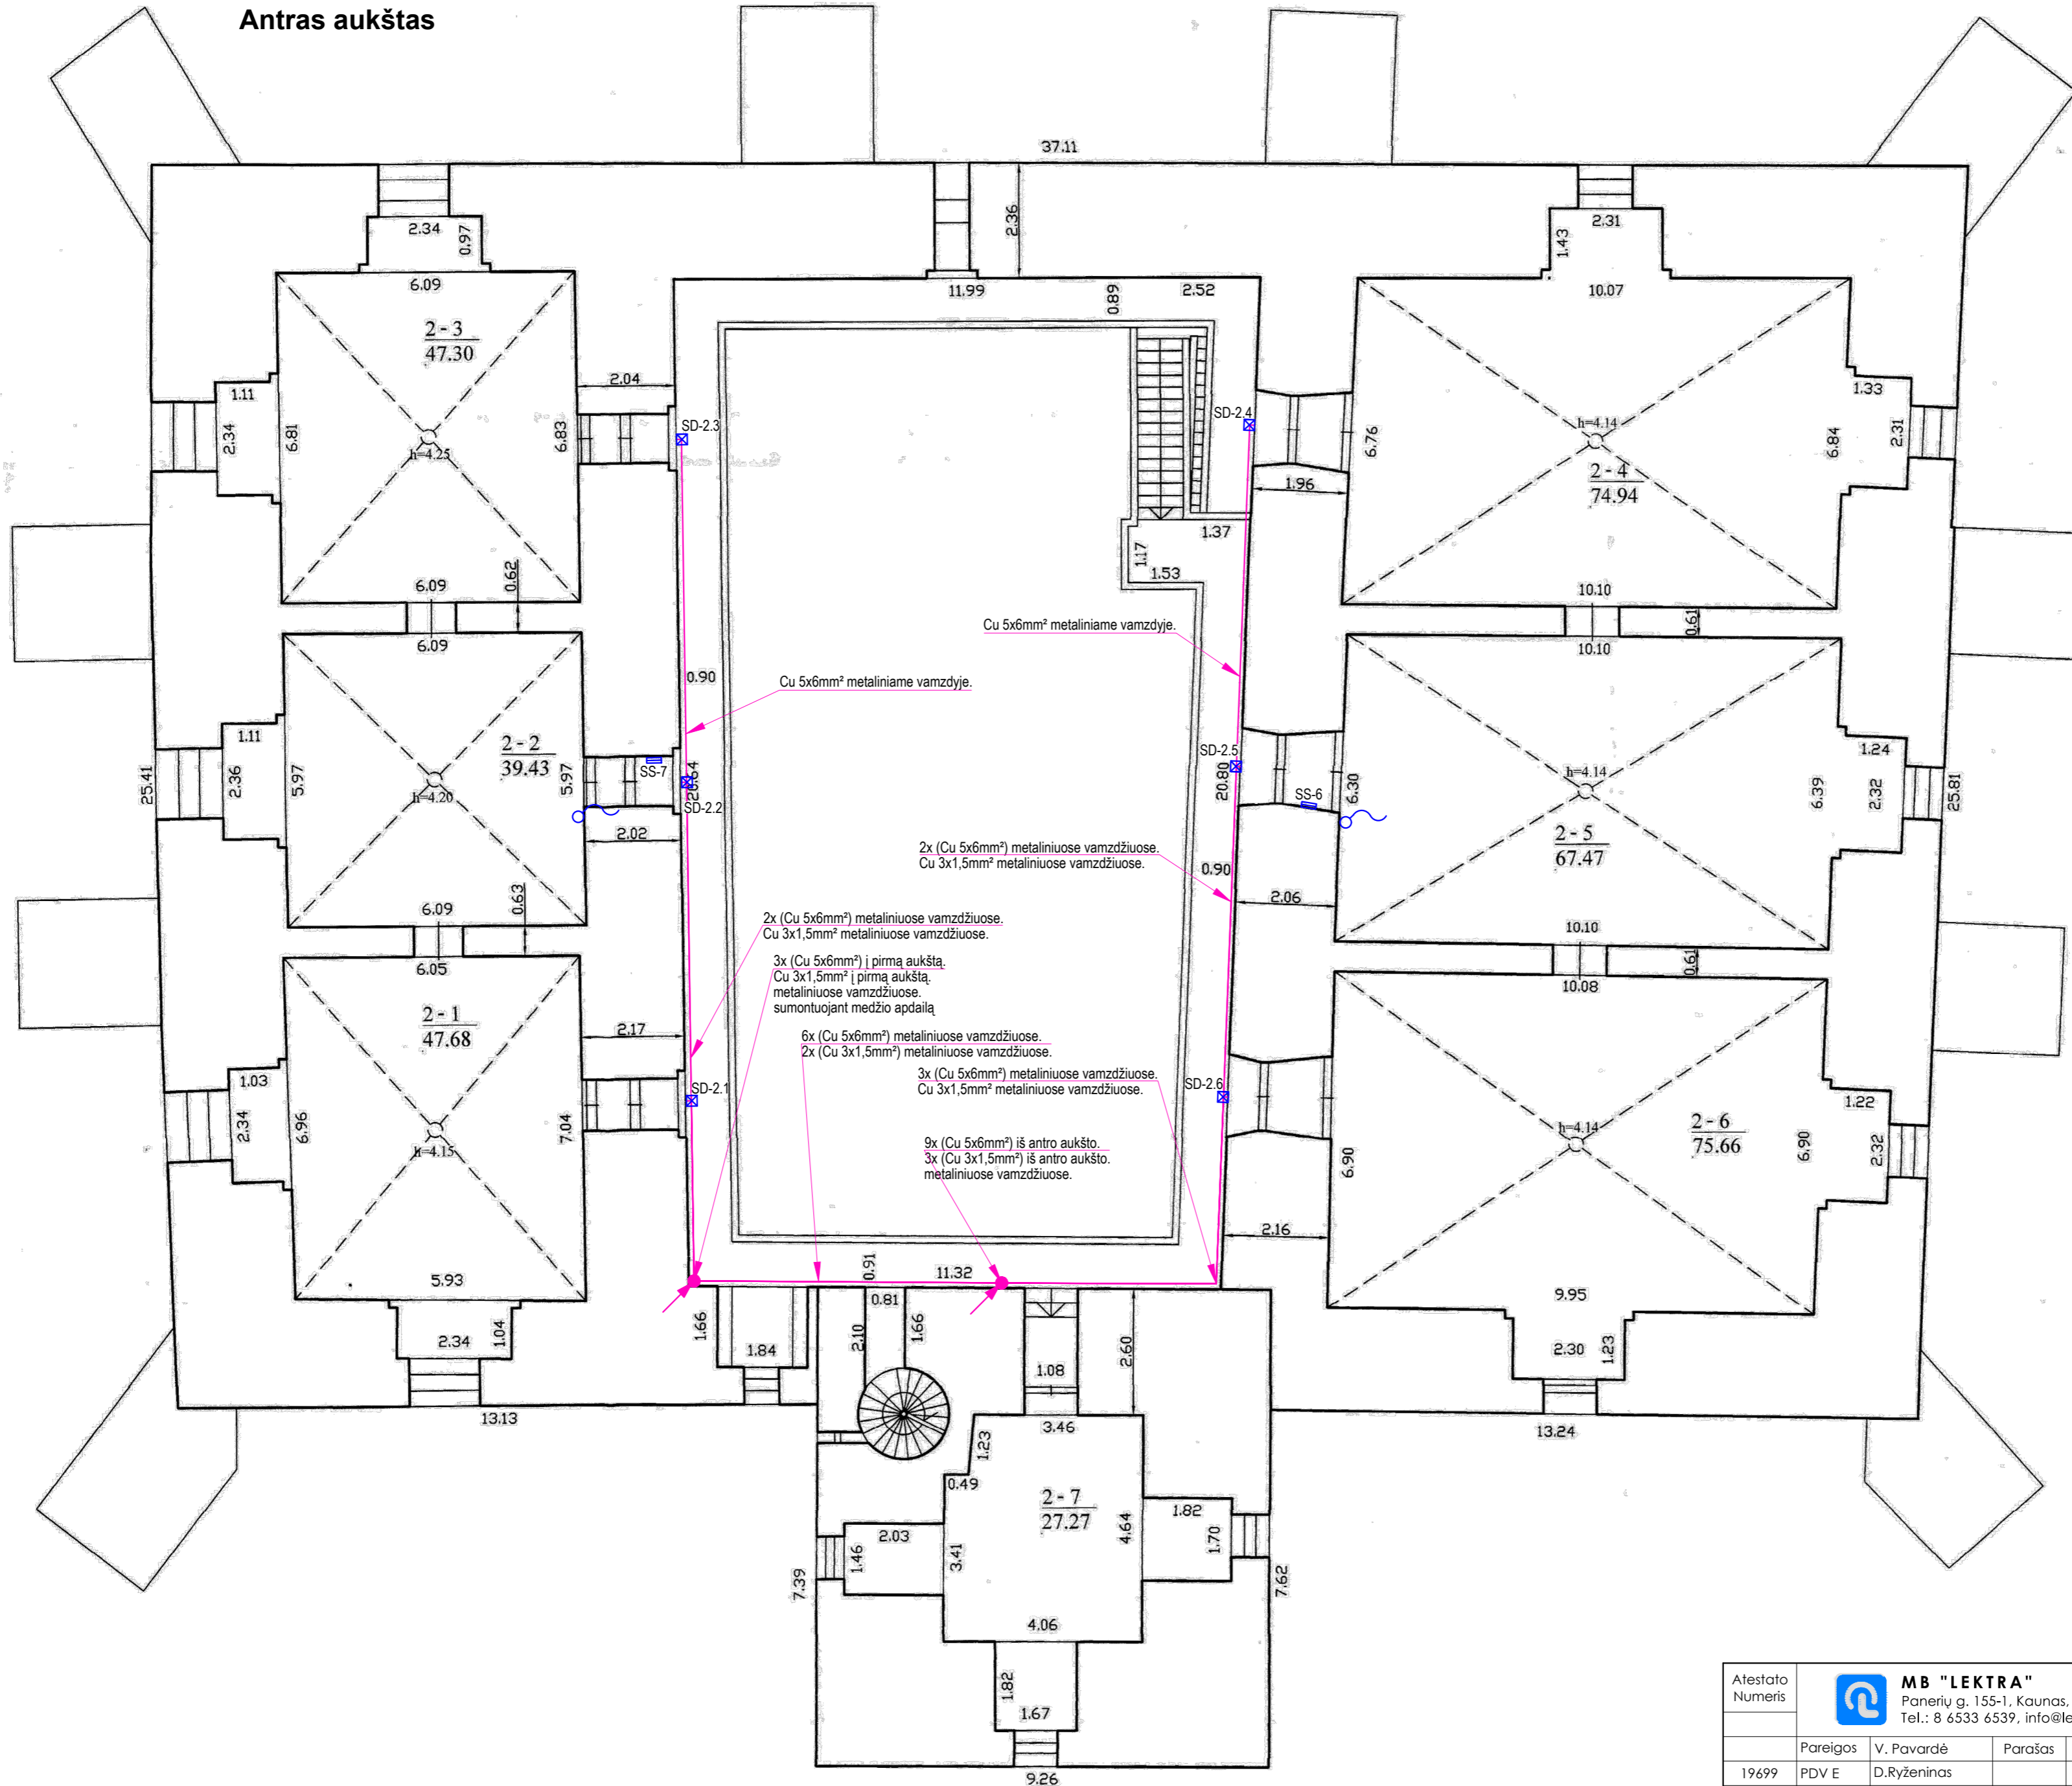 Antras aukštas
37.11
2.34
0.97
2.36
2.31
1.43
6.09
11.99
0.89
2.52
10.07
2 - 3
47.30
2.04
1.11
1.33
SD-2.3
SD-2.4
2.34
6.81
6.83
h=4.25
6.76
h=4.14
6.84
2.31
2 - 4
74.94
1.96
1.37
1.17
1.53
6.09
0.62
10.10
0.61
6.09
10.10
Cu 5x6mm² metaliniame vamzdyje.
0.90
Cu 5x6mm² metaliniame vamzdyje.
1.11
2 - 2
39.43
SD-2.5
1.24
25.41
2.36
5.97
h=4.20
5.97
SS-7
20.64
SD-2.2
20.80
SS-6
6.30
h=4.14
6.39
2.32
25.81
2.02
2 - 5
67.47
2x (Cu 5x6mm²) metaliniuose vamzdžiuose.
Cu 3x1,5mm² metaliniuose vamzdžiuose.
0.90
2.06
6.09
0.63
2x (Cu 5x6mm²) metaliniuose vamzdžiuose.
Cu 3x1,5mm² metaliniuose vamzdžiuose.
10.10
0.61
6.05
3x (Cu 5x6mm²) į pirmą aukštą.
Cu 3x1,5mm² į pirmą aukštą.
metaliniuose vamzdžiuose.
sumontuojant medžio apdailą
10.08
2 - 1
47.68
2.17
6x (Cu 5x6mm²) metaliniuose vamzdžiuose.
2x (Cu 3x1,5mm²) metaliniuose vamzdžiuose.
3x (Cu 5x6mm²) metaliniuose vamzdžiuose.
Cu 3x1,5mm² metaliniuose vamzdžiuose.
1.03
SD-2.1
SD-2.6
1.22
2.34
6.96
h=4.15
7.04
9x (Cu 5x6mm²) iš antro aukšto.
3x (Cu 3x1,5mm²) iš antro aukšto.
metaliniuose vamzdžiuose.
6.90
h=4.14
2 - 6
75.66
6.90
2.32
2.16
5.93
0.91
11.32
9.95
0.81
2.34
1.04
1.66
1.84
2.10
1.66
1.08
2.60
2.30
1.23
13.13
3.46
13.24
1.23
0.49
2 - 7
27.27
1.82
2.03
1.46
3.41
4.64
1.70
7.39
7.62
4.06
1.82
1.67
9.26
Atestato
Numeris
MB "LEKTRA"
Panerių g. 155-1, Kaunas,
Tel.: 8 6533 6539, info@le
Pareigos V. Pavardė Parašas
19699 PDV E D.Ryženinas